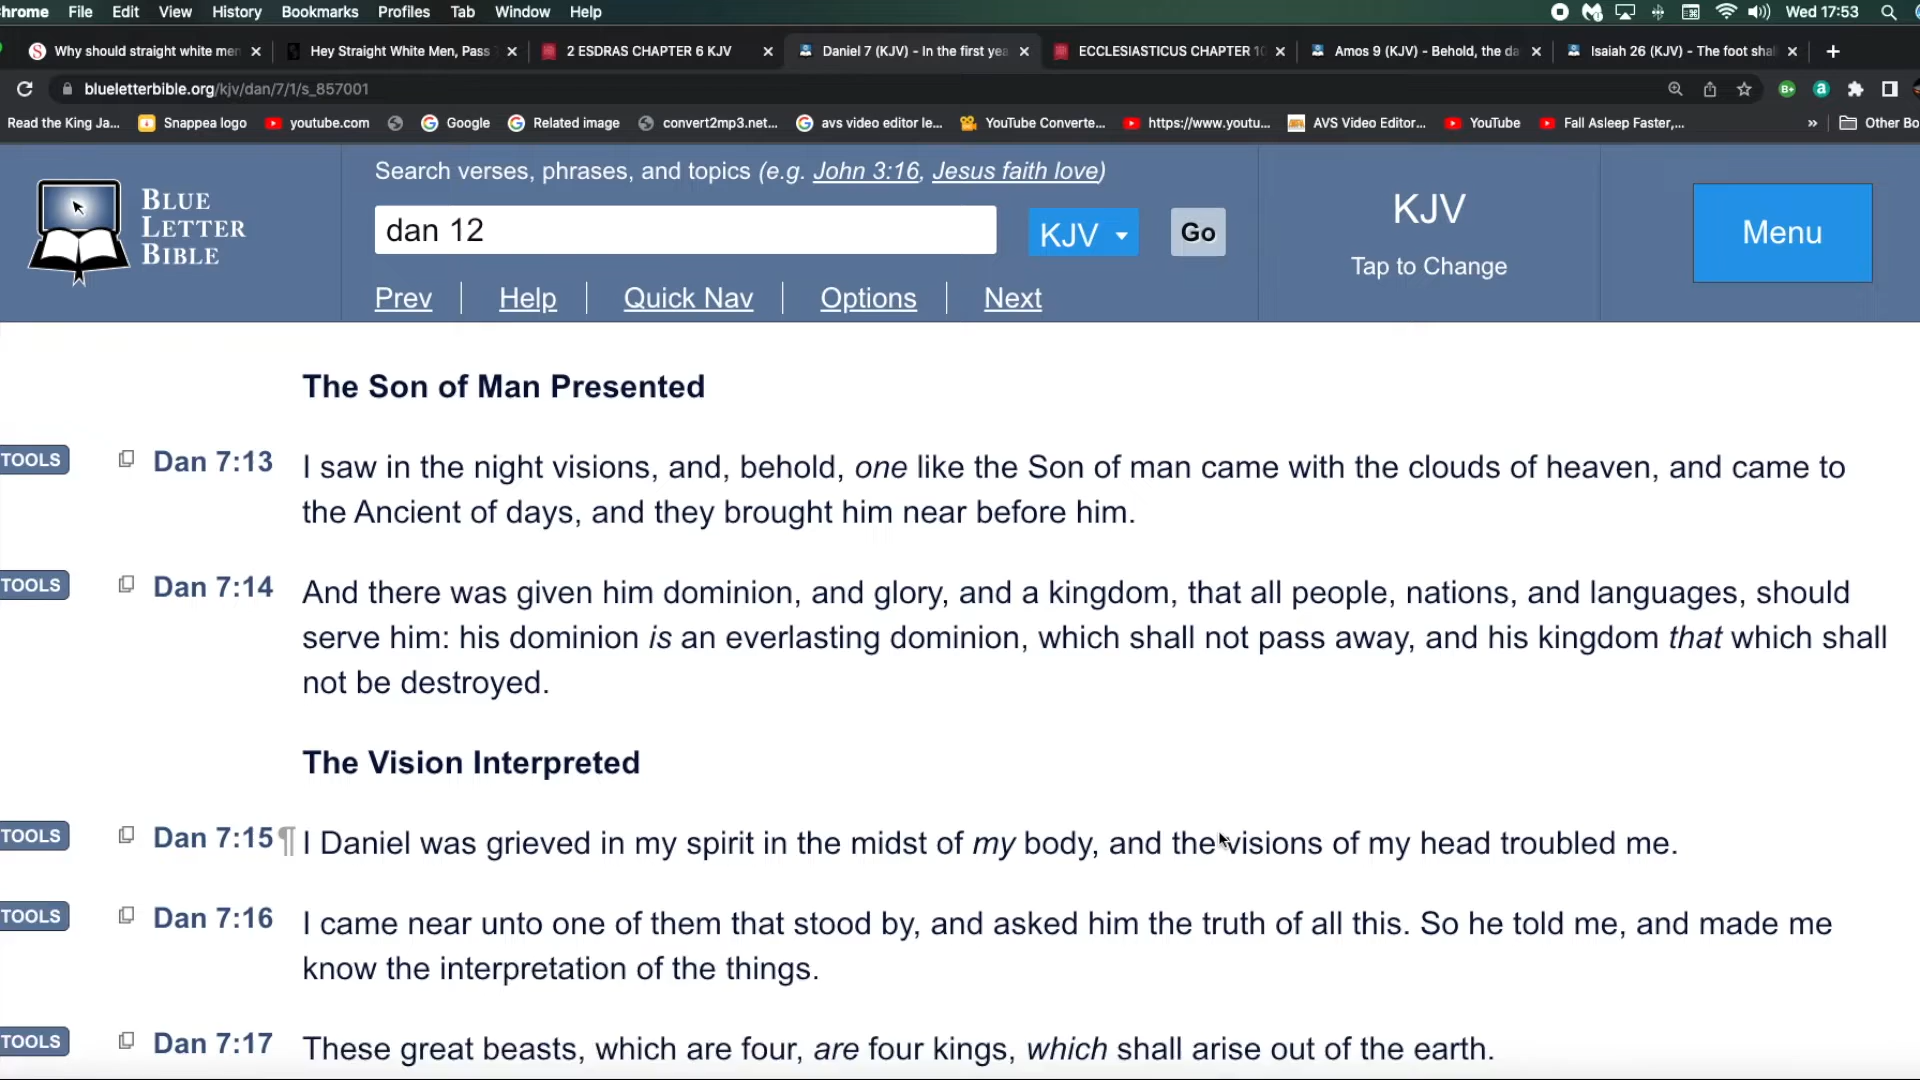 hrome File Edit View History Bookmarks Profiles Tab Window Help Wed 17:53
Why should straight white men Hey Straight White Men, Pass 2 ESDRAS CHAPTER 6 KJV Daniel 7 (KJV) - In the first yea ECCLESIASTICUS CHAPTER 10 Amos 9 (KJV) - Behold, the da Isaiah 26 (KJV) - The foot shal
blueletterbible.org/kjv/dan/7/1/s_857001
Read the King Ja... Snappea logo youtube.com Google Related image convert2mp3.net... avs video editor le... YouTube Converte... https://www.youtu... AVS Video Editor... YouTube Fall Asleep Faster,... » Other Bo
Search verses, phrases, and topics (e.g. John 3:16, Jesus faith love)
BLUE
LETTER
BIBLE
dan 12 KJV Go
KJV
Tap to Change
Menu
Prev Help Quick Nav Options Next
The Son of Man Presented
TOOLS Dan 7:13 I saw in the night visions, and, behold, one like the Son of man came with the clouds of heaven, and came to
the Ancient of days, and they brought him near before him.
TOOLS Dan 7:14 And there was given him dominion, and glory, and a kingdom, that all people, nations, and languages, should
serve him: his dominion is an everlasting dominion, which shall not pass away, and his kingdom that which shall
not be destroyed.
The Vision Interpreted
TOOLS Dan 7:15 ¶ I Daniel was grieved in my spirit in the midst of my body, and the visions of my head troubled me.
TOOLS Dan 7:16 I came near unto one of them that stood by, and asked him the truth of all this. So he told me, and made me
know the interpretation of the things.
TOOLS Dan 7:17 These great beasts, which are four, are four kings, which shall arise out of the earth.